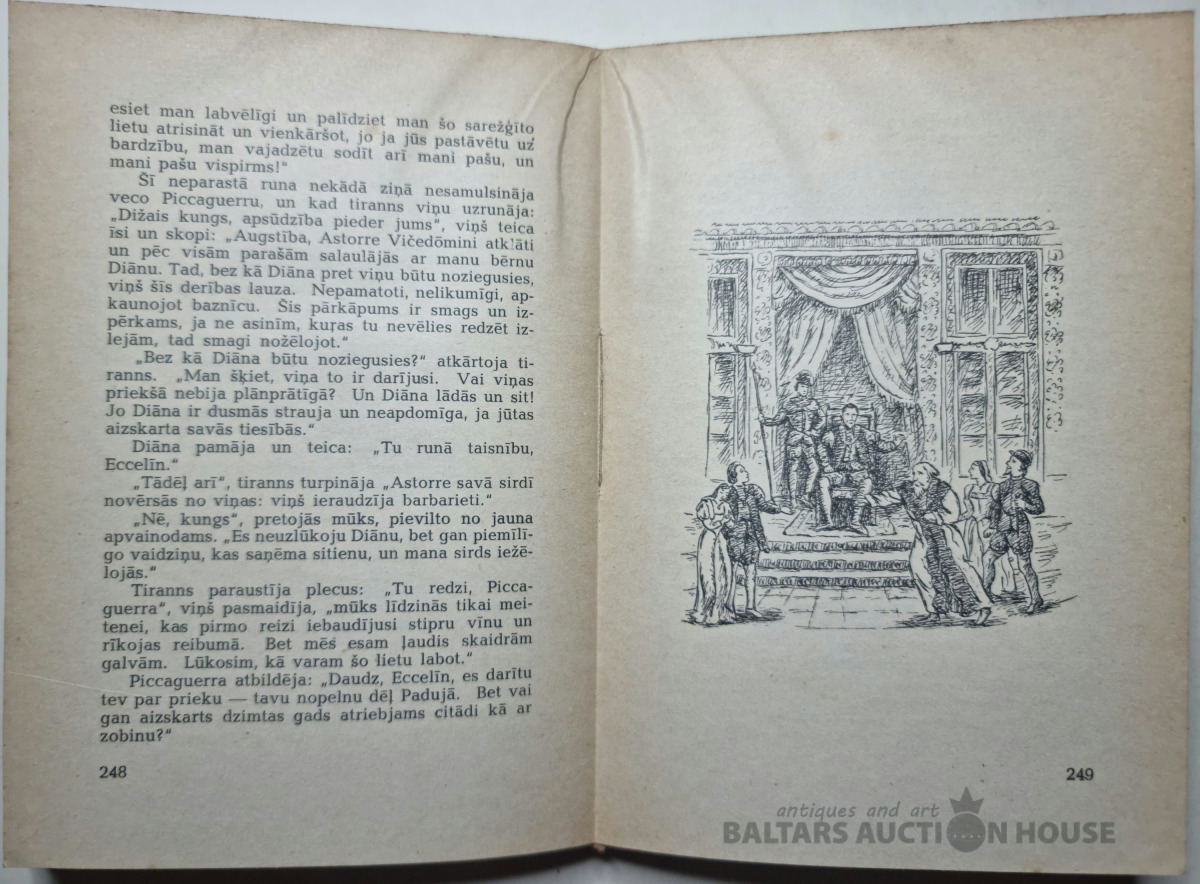 esiet man labvēlīgi un palīdziet man šo sarežģīto
lietu atrisināt un vienkāršot, jo ja jūs pastāvētu uz
bardzību, man vajadzētu sodīt arī mani pašu, un
mani pašu vispirms!“
Šī neparastā runa nekādā ziņā nesamulsināja
veco Piccaguerru, un kad tiranns viņu uzrunāja:
„Dižais kungs, apsūdzība pieder jums“, viņš teica
īsi un skopi: „Augstība, Astorre Vičedōmini atklāti
un pēc visām parašām salaulājās ar manu bērnu
Diānu. Tad, bez kā Diāna pret viņu būtu noziegusies,
viņš šīs derības lauza. Nepamatoti, nelikumīgi, ap-
kaunojot baznīcu. Šis pārkāpums ir smags un iz-
pērkams, ja ne asinīm, kuŗas tu nevēlies redzēt iz-
lejām, tad smagi nožēlojot.“
„Bez kā Diāna būtu noziegusies?“ atkārtoja ti-
ranns. „Man šķiet, viņa to ir darījusi. Vai viņas
priekšā nebija plānprātīgā? Un Diāna lādās un sit!
Jo Diāna ir dusmās strauja un neapdomīga, ja jūtas
aizskarta savās tiesībās.“
Diāna pamāja un teica: „Tu runā taisnību,
Eccelīn.“
„Tādēļ arī“, tiranns turpināja „Astorre savā sirdī
novērsās no viņas: viņš ieraudzīja barbarieti.“
„Nē, kungs“, pretojās mūks, pievilto no jauna
apvainodams. „Es neuzlūkoju Diānu, bet gan piemīlī-
go vaidziņu, kas saņēma sitienu, un mana sirds iežē-
lojās.“
Tiranns paraustīja plecus: „Tu redzi, Picca-
guerra“, viņš pasmaidīja, „mūks līdzinās tikai mei-
tenei, kas pirmo reizi iebaudījusi stipru vīnu un
rīkojas reibumā. Bet mēs esam ļaudis skaidrām
galvām. Lūkosim, kā varam šo lietu labot.“
Piccaguerra atbildēja: „Daudz, Eccelīn, es darītu
tev par prieku — tavu nopelnu dēļ Padujā. Bet vai
gan aizskarts dzimtas gads atriebjams citādi kā ar
zobinu?“
248
249
antiques and art
BALTARS AUCTION HOUSE